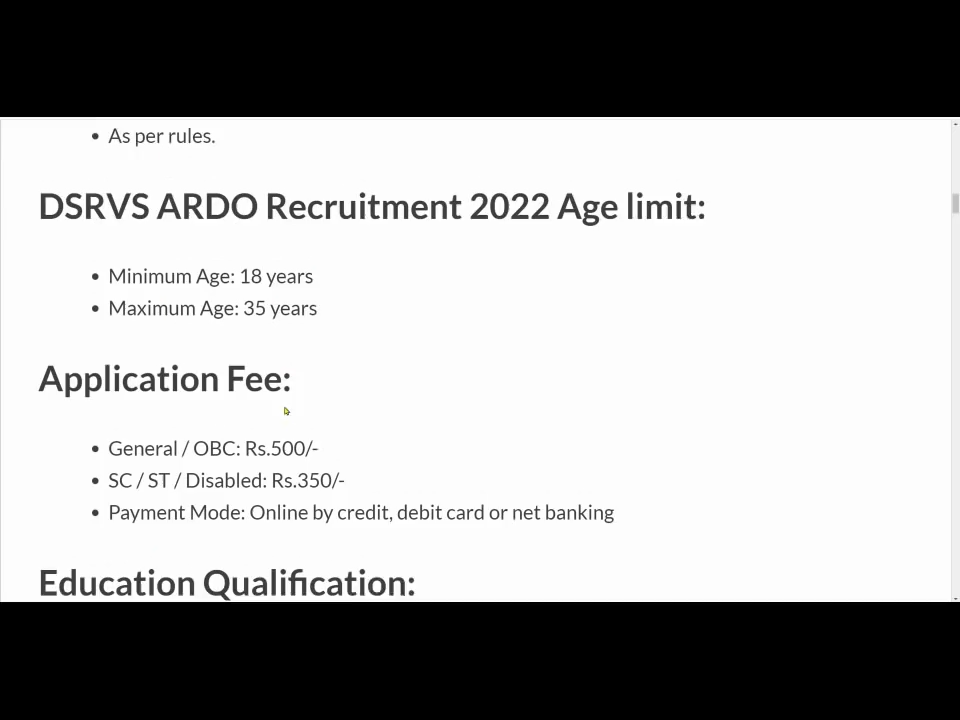 As per rules.
DSRVS ARDO Recruitment 2022 Age limit:
Minimum Age: 18 years
Maximum Age: 35 years
Application Fee:
General / OBC: Rs.500/-
SC / ST / Disabled: Rs.350/-
Payment Mode: Online by credit, debit card or net banking
Education Qualification: